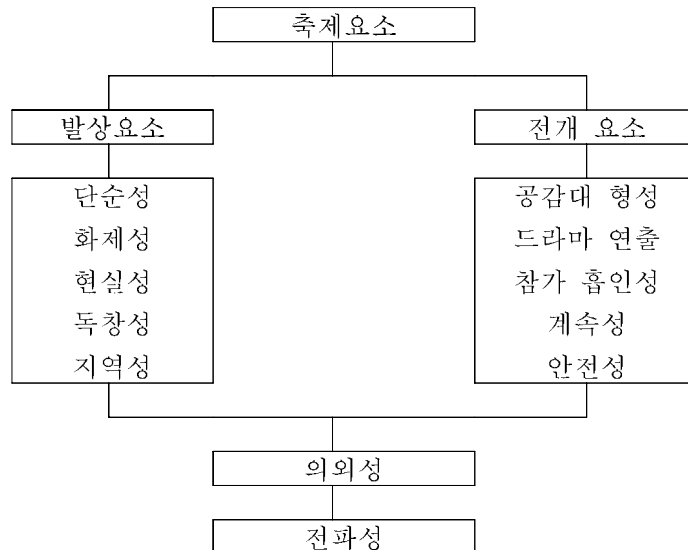 축제요소
발상요소
전개 요소
단순성
화제성
현실성
독창성
지역성
공감대 형성
드라마 연출
참가 흡인성
계속성
안전성
의외성
전파성